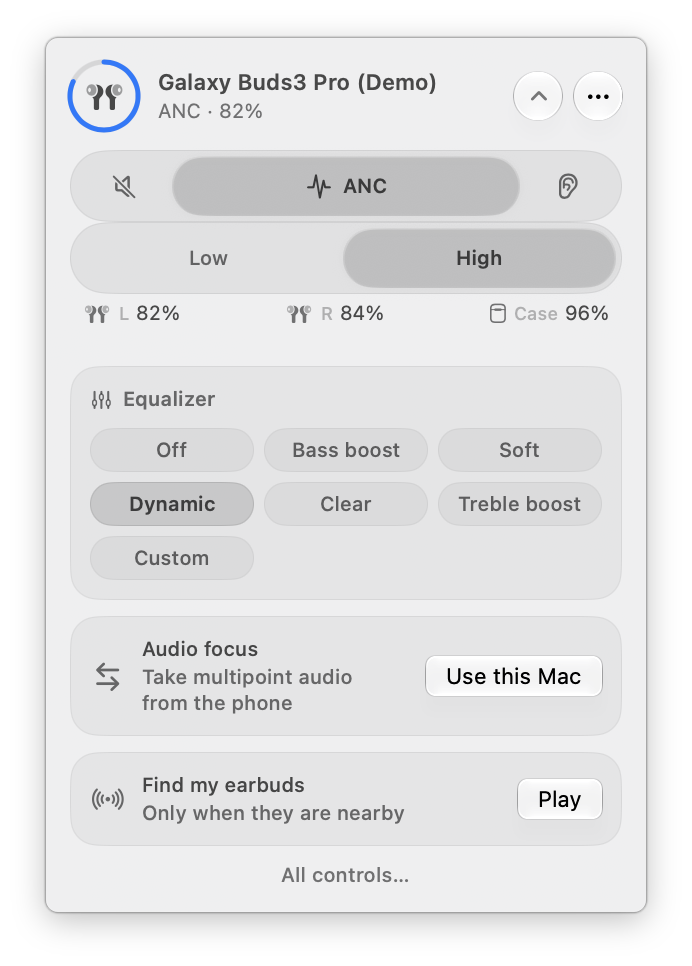 Galaxy Buds3 Pro (Demo)
ANC · 82%
ANC
Low High
L 82% R 84% Case 96%
Equalizer
Off Bass boost Soft
Dynamic Clear Treble boost
Custom
Audio focus
Take multipoint audio
from the phone
Use this Mac
Find my earbuds
Only when they are nearby
Play
All controls...